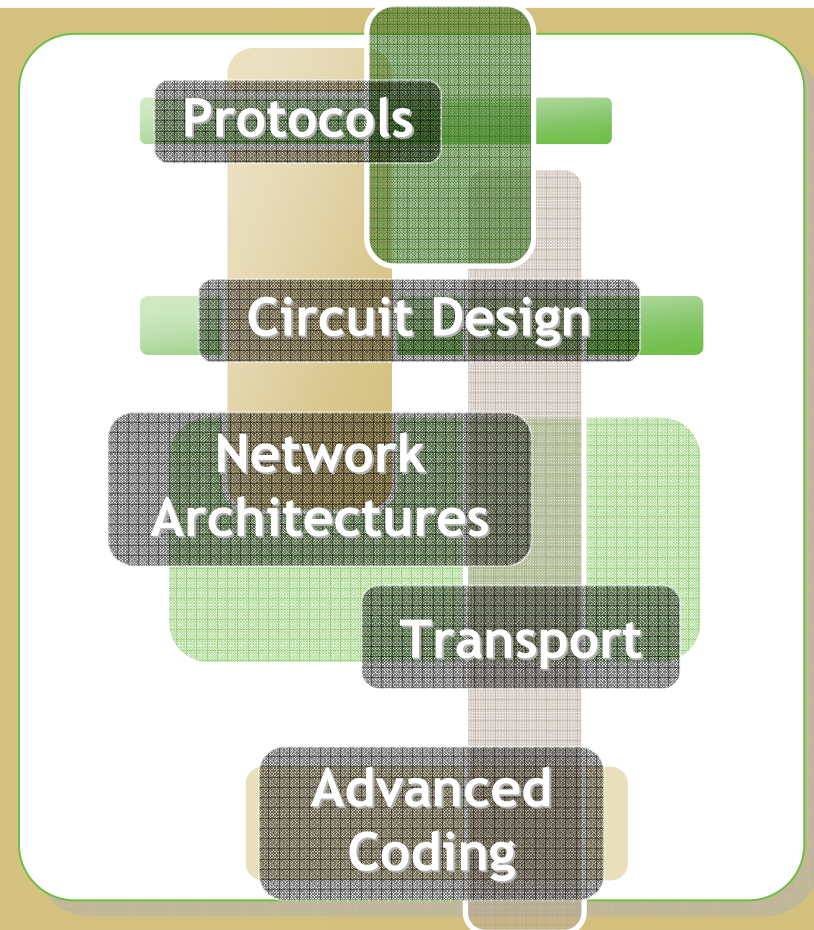 Protocols
Circuit Design
Network
Architectures
Transport
Advanced
Coding